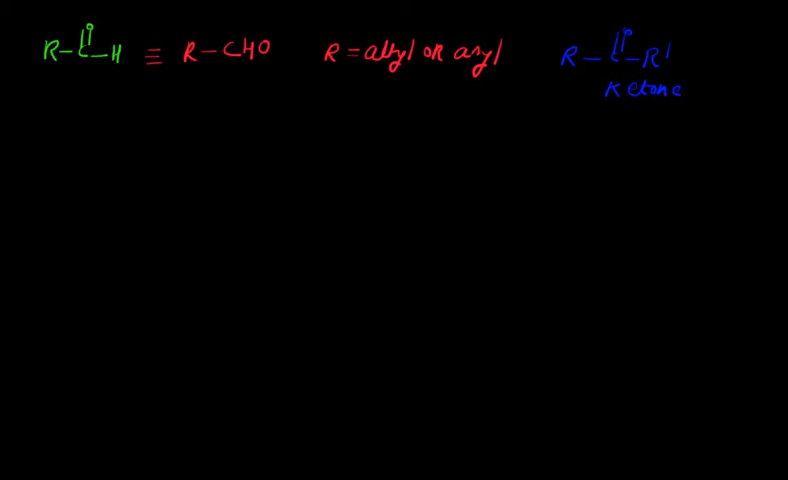 O O
R–C–H ≡ R–CHO R = alkyl or aryl R–C–R'
Ketone